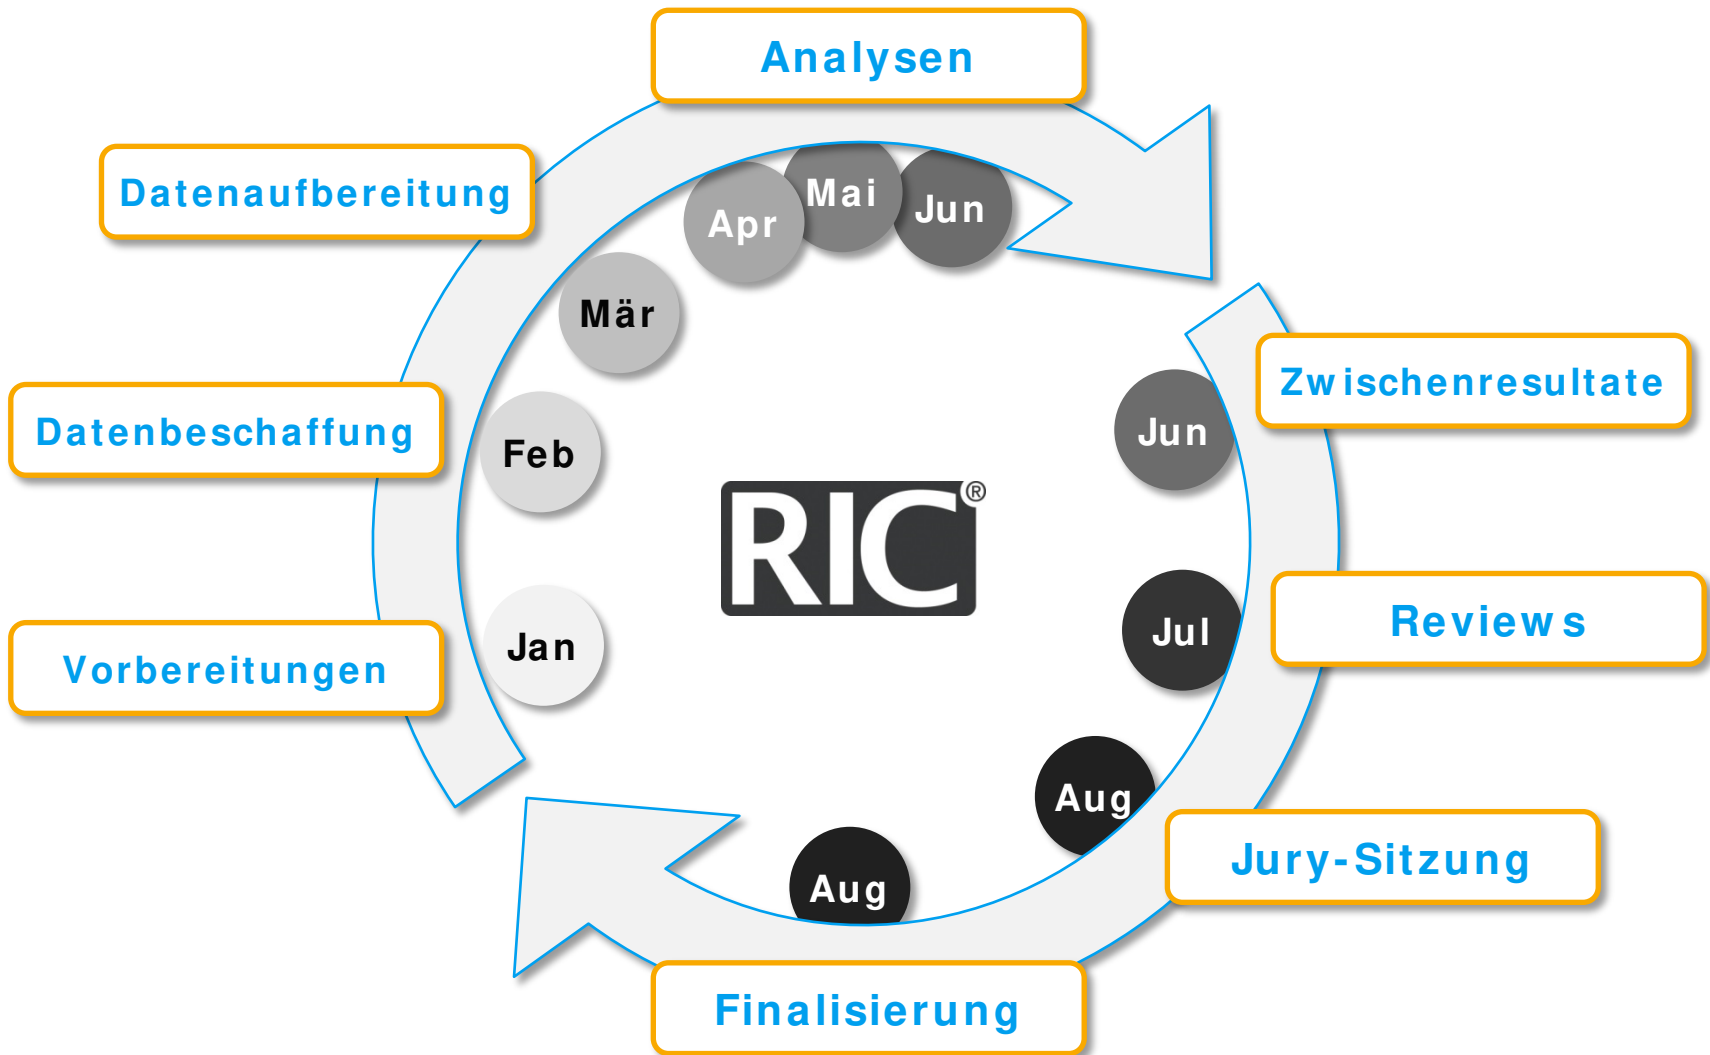 Analysen
Datenaufbereitung
Mai
Jun
Apr
Mär
Zwischenresultate
Datenbeschaffung
Feb
Jun
RIC®
Reviews
Jul
Jan
Vorbereitungen
Aug
Jury-Sitzung
Aug
Finalisierung